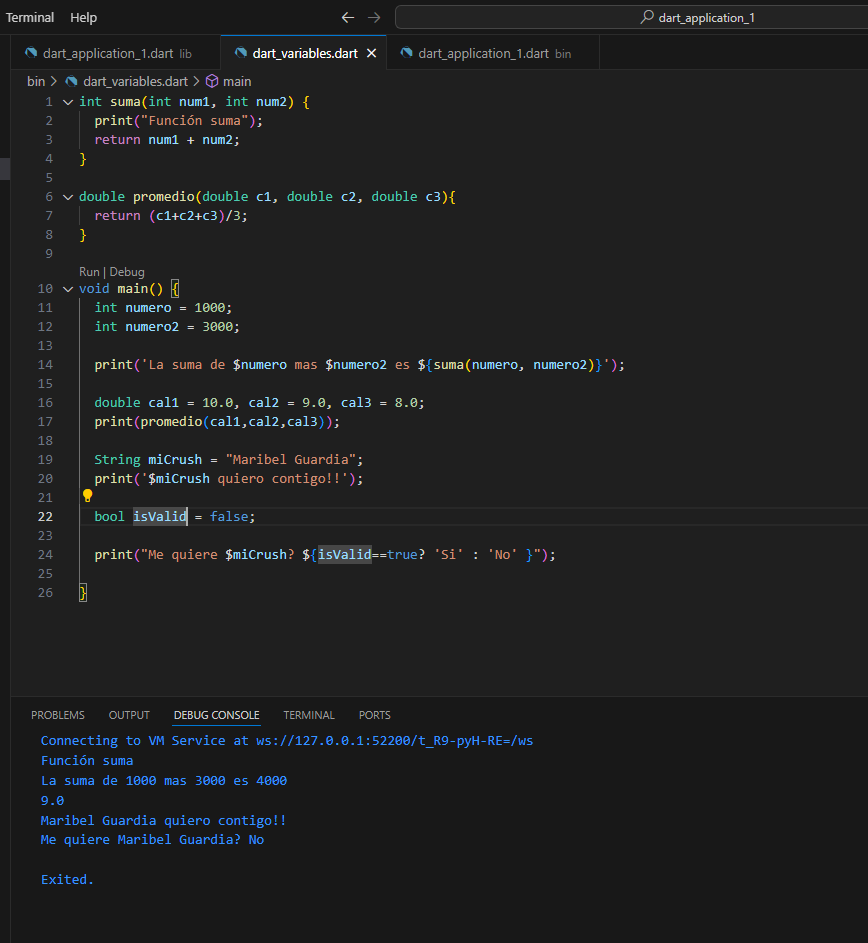 Terminal Help dart_application_1
dart_application_1.dart lib dart_variables.dart dart_application_1.dart bin
bin > dart_variables.dart > main
1 int suma(int num1, int num2) {
2 print("Función suma");
3 return num1 + num2;
4 }
5
6 double promedio(double c1, double c2, double c3){
7 return (c1+c2+c3)/3;
8 }
9
Run | Debug
10 void main() {
11 int numero = 1000;
12 int numero2 = 3000;
13
14 print('La suma de $numero mas $numero2 es ${suma(numero, numero2)}');
15
16 double cal1 = 10.0, cal2 = 9.0, cal3 = 8.0;
17 print(promedio(cal1,cal2,cal3));
18
19 String miCrush = "Maribel Guardia";
20 print('$miCrush quiero contigo!!');
21
22 bool isValid = false;
23
24 print("Me quiere $miCrush? ${isValid==true? 'Si' : 'No' }");
25
26 }
PROBLEMS OUTPUT DEBUG CONSOLE TERMINAL PORTS
Connecting to VM Service at ws://127.0.0.1:52200/t_R9-pyH-RE=/ws
Función suma
La suma de 1000 mas 3000 es 4000
9.0
Maribel Guardia quiero contigo!!
Me quiere Maribel Guardia? No
Exited.